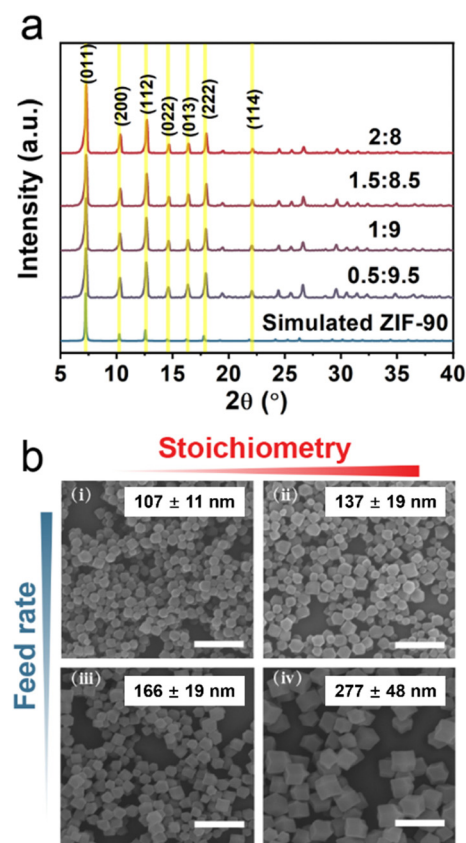 a
Intensity (a.u.)
(011)
(200)
(112)
(022)
(013)
(222)
(114)
2:8
1.5:8.5
1:9
0.5:9.5
Simulated ZIF-90
5 10 15 20 25 30 35 40
2θ (°)
b
Stoichiometry
Feed rate
(i)
107 ± 11 nm
(ii)
137 ± 19 nm
(iii)
166 ± 19 nm
(iv)
277 ± 48 nm